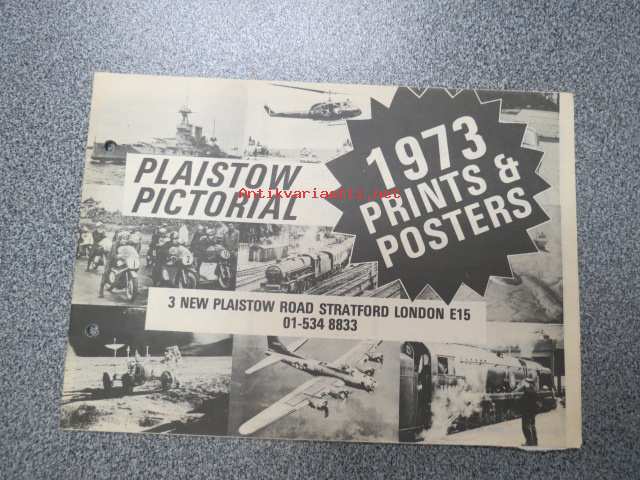 PLAISTOW
PICTORIAL
1973
PRINTS &
POSTERS
Antikvariaatti.net
3 NEW PLAISTOW ROAD STRATFORD LONDON E15
01-534 8833